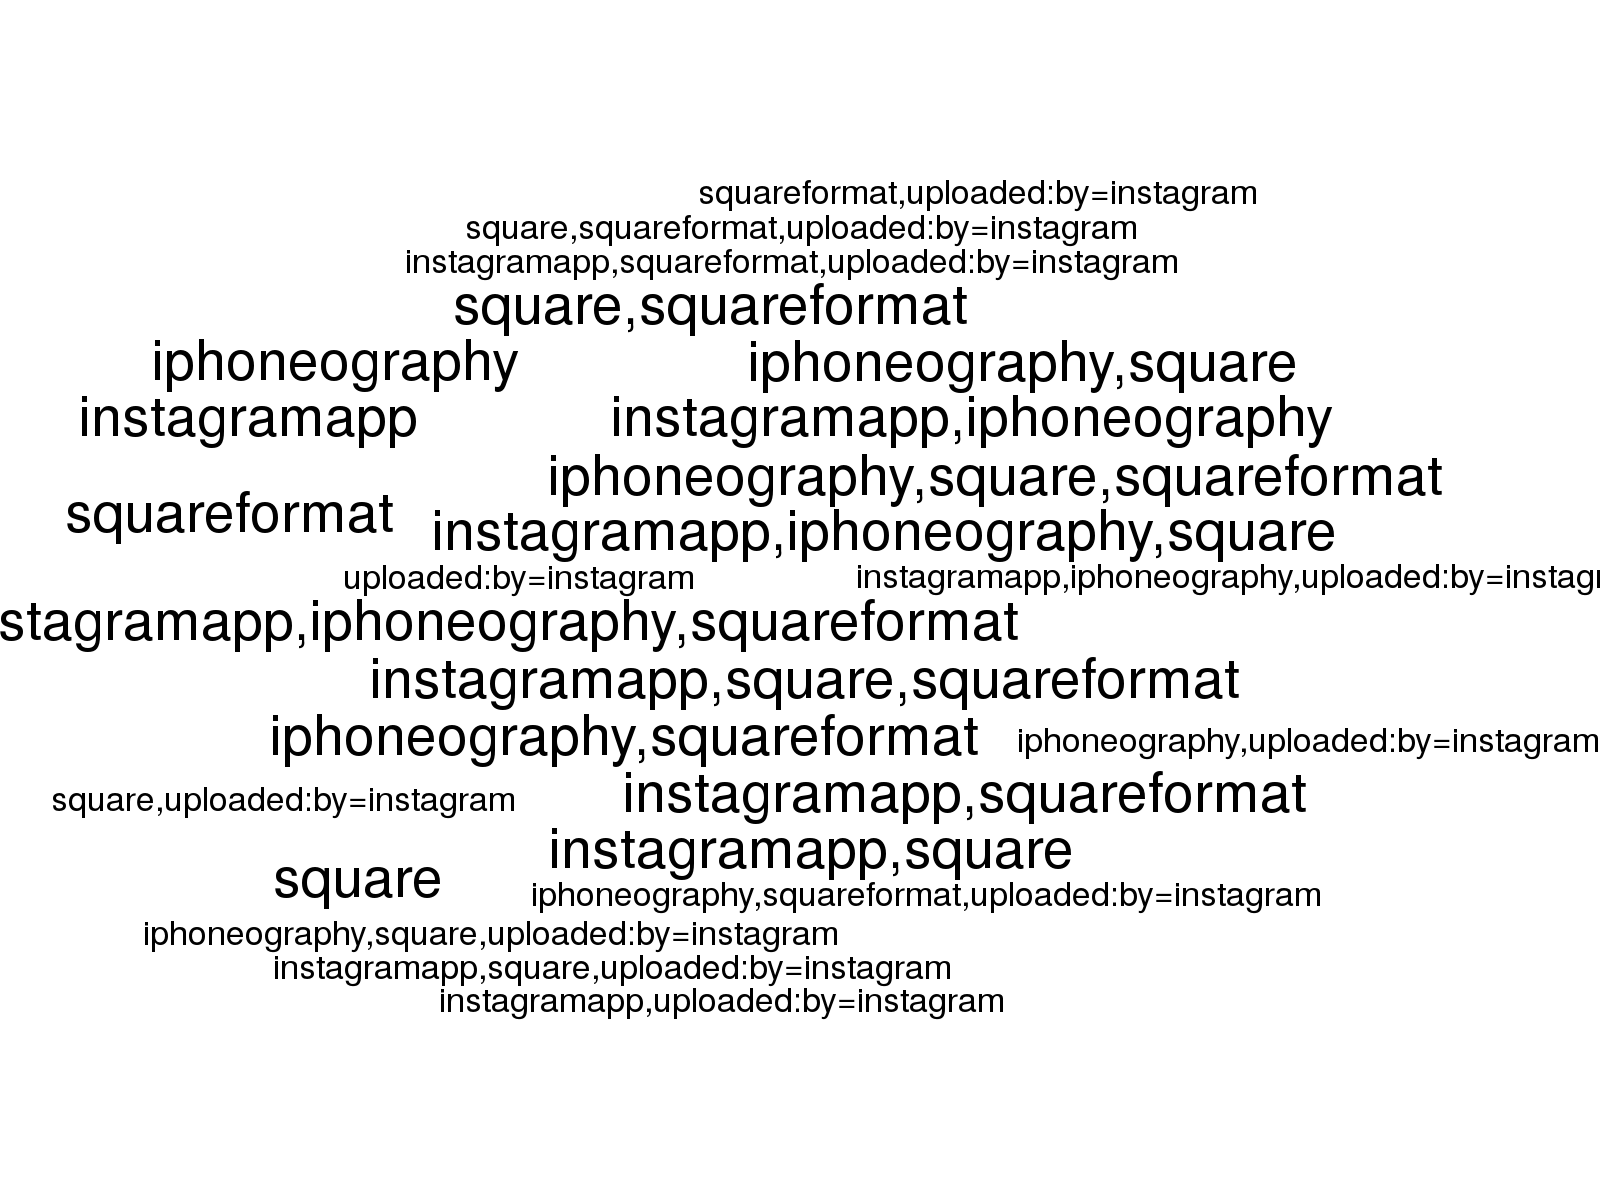 squareformat,uploaded:by=instagram
square,squareformat,uploaded:by=instagram
instagramapp,squareformat,uploaded:by=instagram
square,squareformat
iphoneography
iphoneography,square
instagramapp
instagramapp,iphoneography
iphoneography,square,squareformat
squareformat
instagramapp,iphoneography,square
uploaded:by=instagram
instagramapp,iphoneography,uploaded:by=instagr
stagramapp,iphoneography,squareformat
instagramapp,square,squareformat
iphoneography,squareformat
iphoneography,uploaded:by=instagram
square,uploaded:by=instagram
instagramapp,squareformat
instagramapp,square
square
iphoneography,squareformat,uploaded:by=instagram
iphoneography,square,uploaded:by=instagram
instagramapp,square,uploaded:by=instagram
instagramapp,uploaded:by=instagram